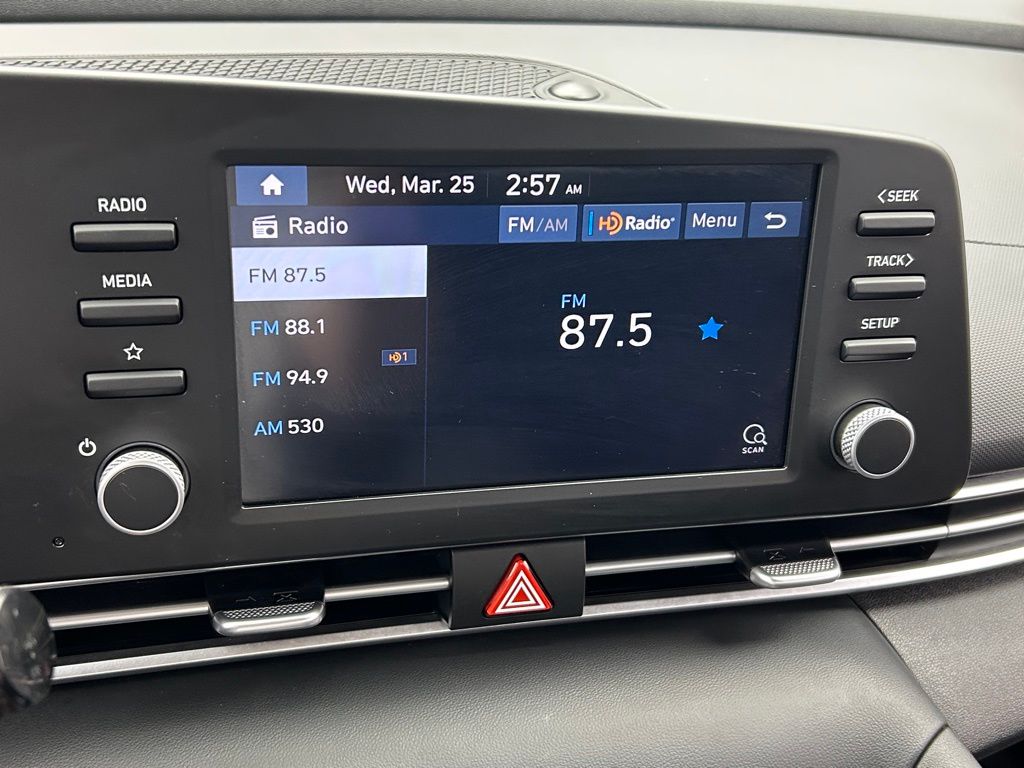 Wed, Mar. 25 2:57 AM
RADIO
Radio FM/AM HD Radio® Menu
<SEEK
FM 87.5
TRACK>
MEDIA
FM 88.1
FM 87.5
SETUP
HD1
FM 94.9
AM 530
SCAN